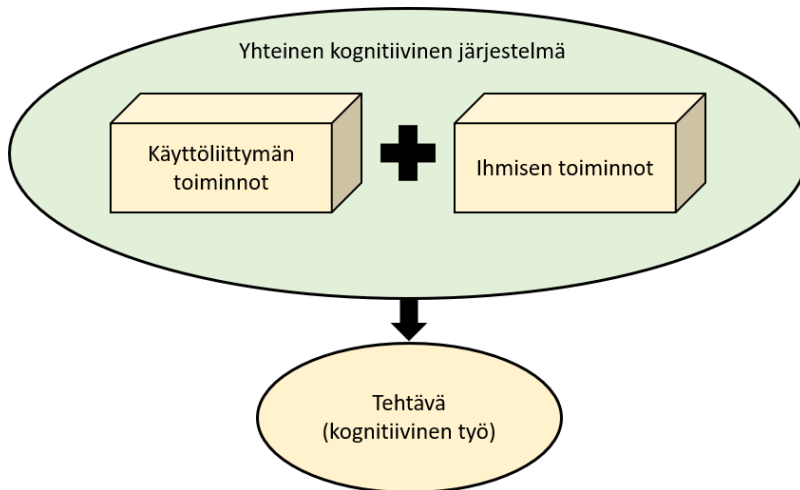 Yhteinen kognitiivinen järjestelmä
Käyttöliittymän
toiminnot
Ihmisen toiminnot
Tehtävä
(kognitiivinen työ)